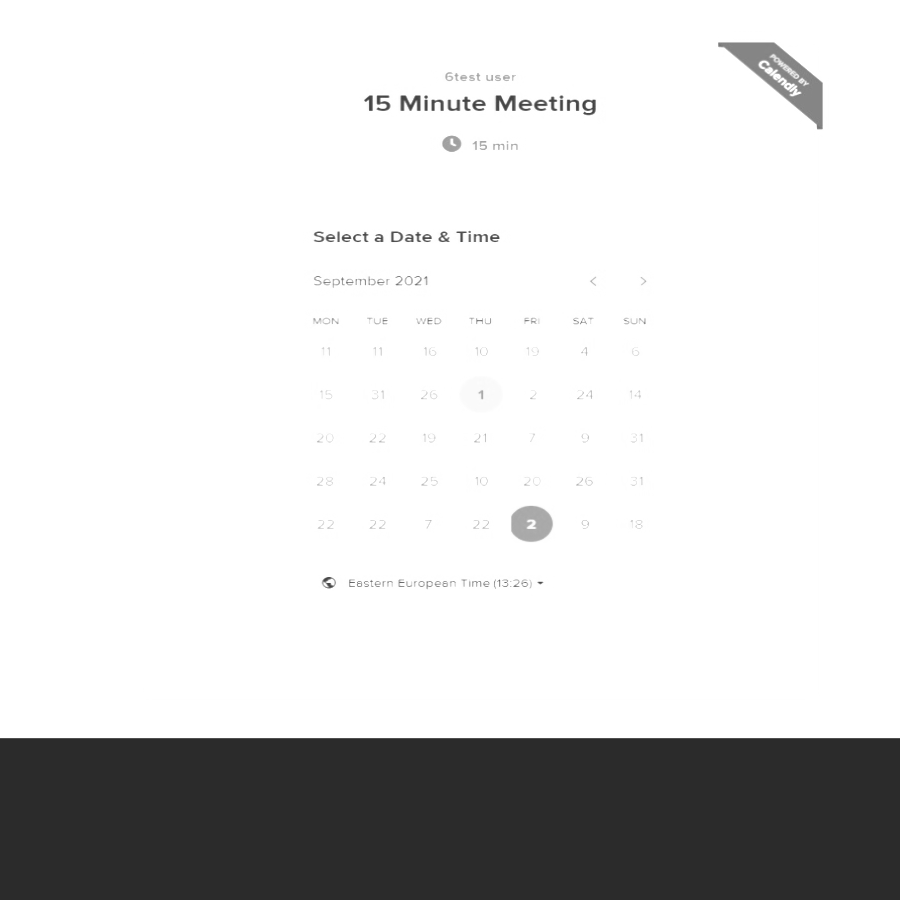 POWERED BY
Calendly
6test user
15 Minute Meeting
15 min
Select a Date & Time
September 2021
MON TUE WED THU FRI SAT SUN
11 11 16 10 19 4 6
15 31 26 1 2 24 14
20 22 19 21 7 9 31
28 24 25 10 20 26 31
22 22 7 22 2 9 18
Eastern European Time (13:26)